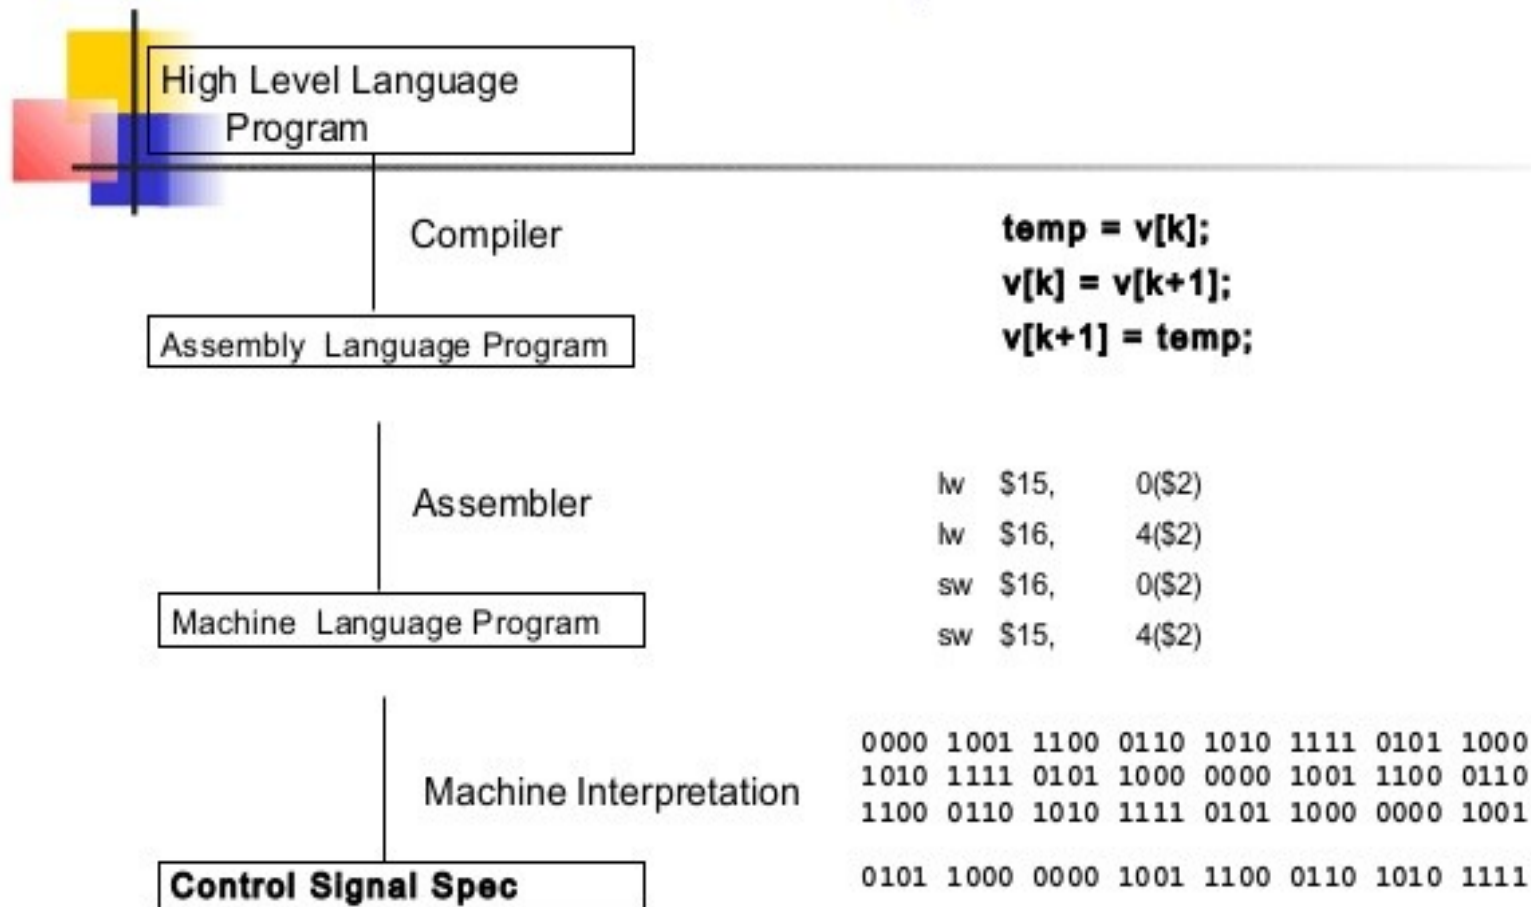 High Level Language
Program
Compiler
temp = v[k];
v[k] = v[k+1];
v[k+1] = temp;
Assembly Language Program
Assembler
lw $15, 0($2)
lw $16, 4($2)
sw $16, 0($2)
sw $15, 4($2)
Machine Language Program
Machine Interpretation
0000 1001 1100 0110 1010 1111 0101 1000
1010 1111 0101 1000 0000 1001 1100 0110
1100 0110 1010 1111 0101 1000 0000 1001
0101 1000 0000 1001 1100 0110 1010 1111
Control Signal Spec